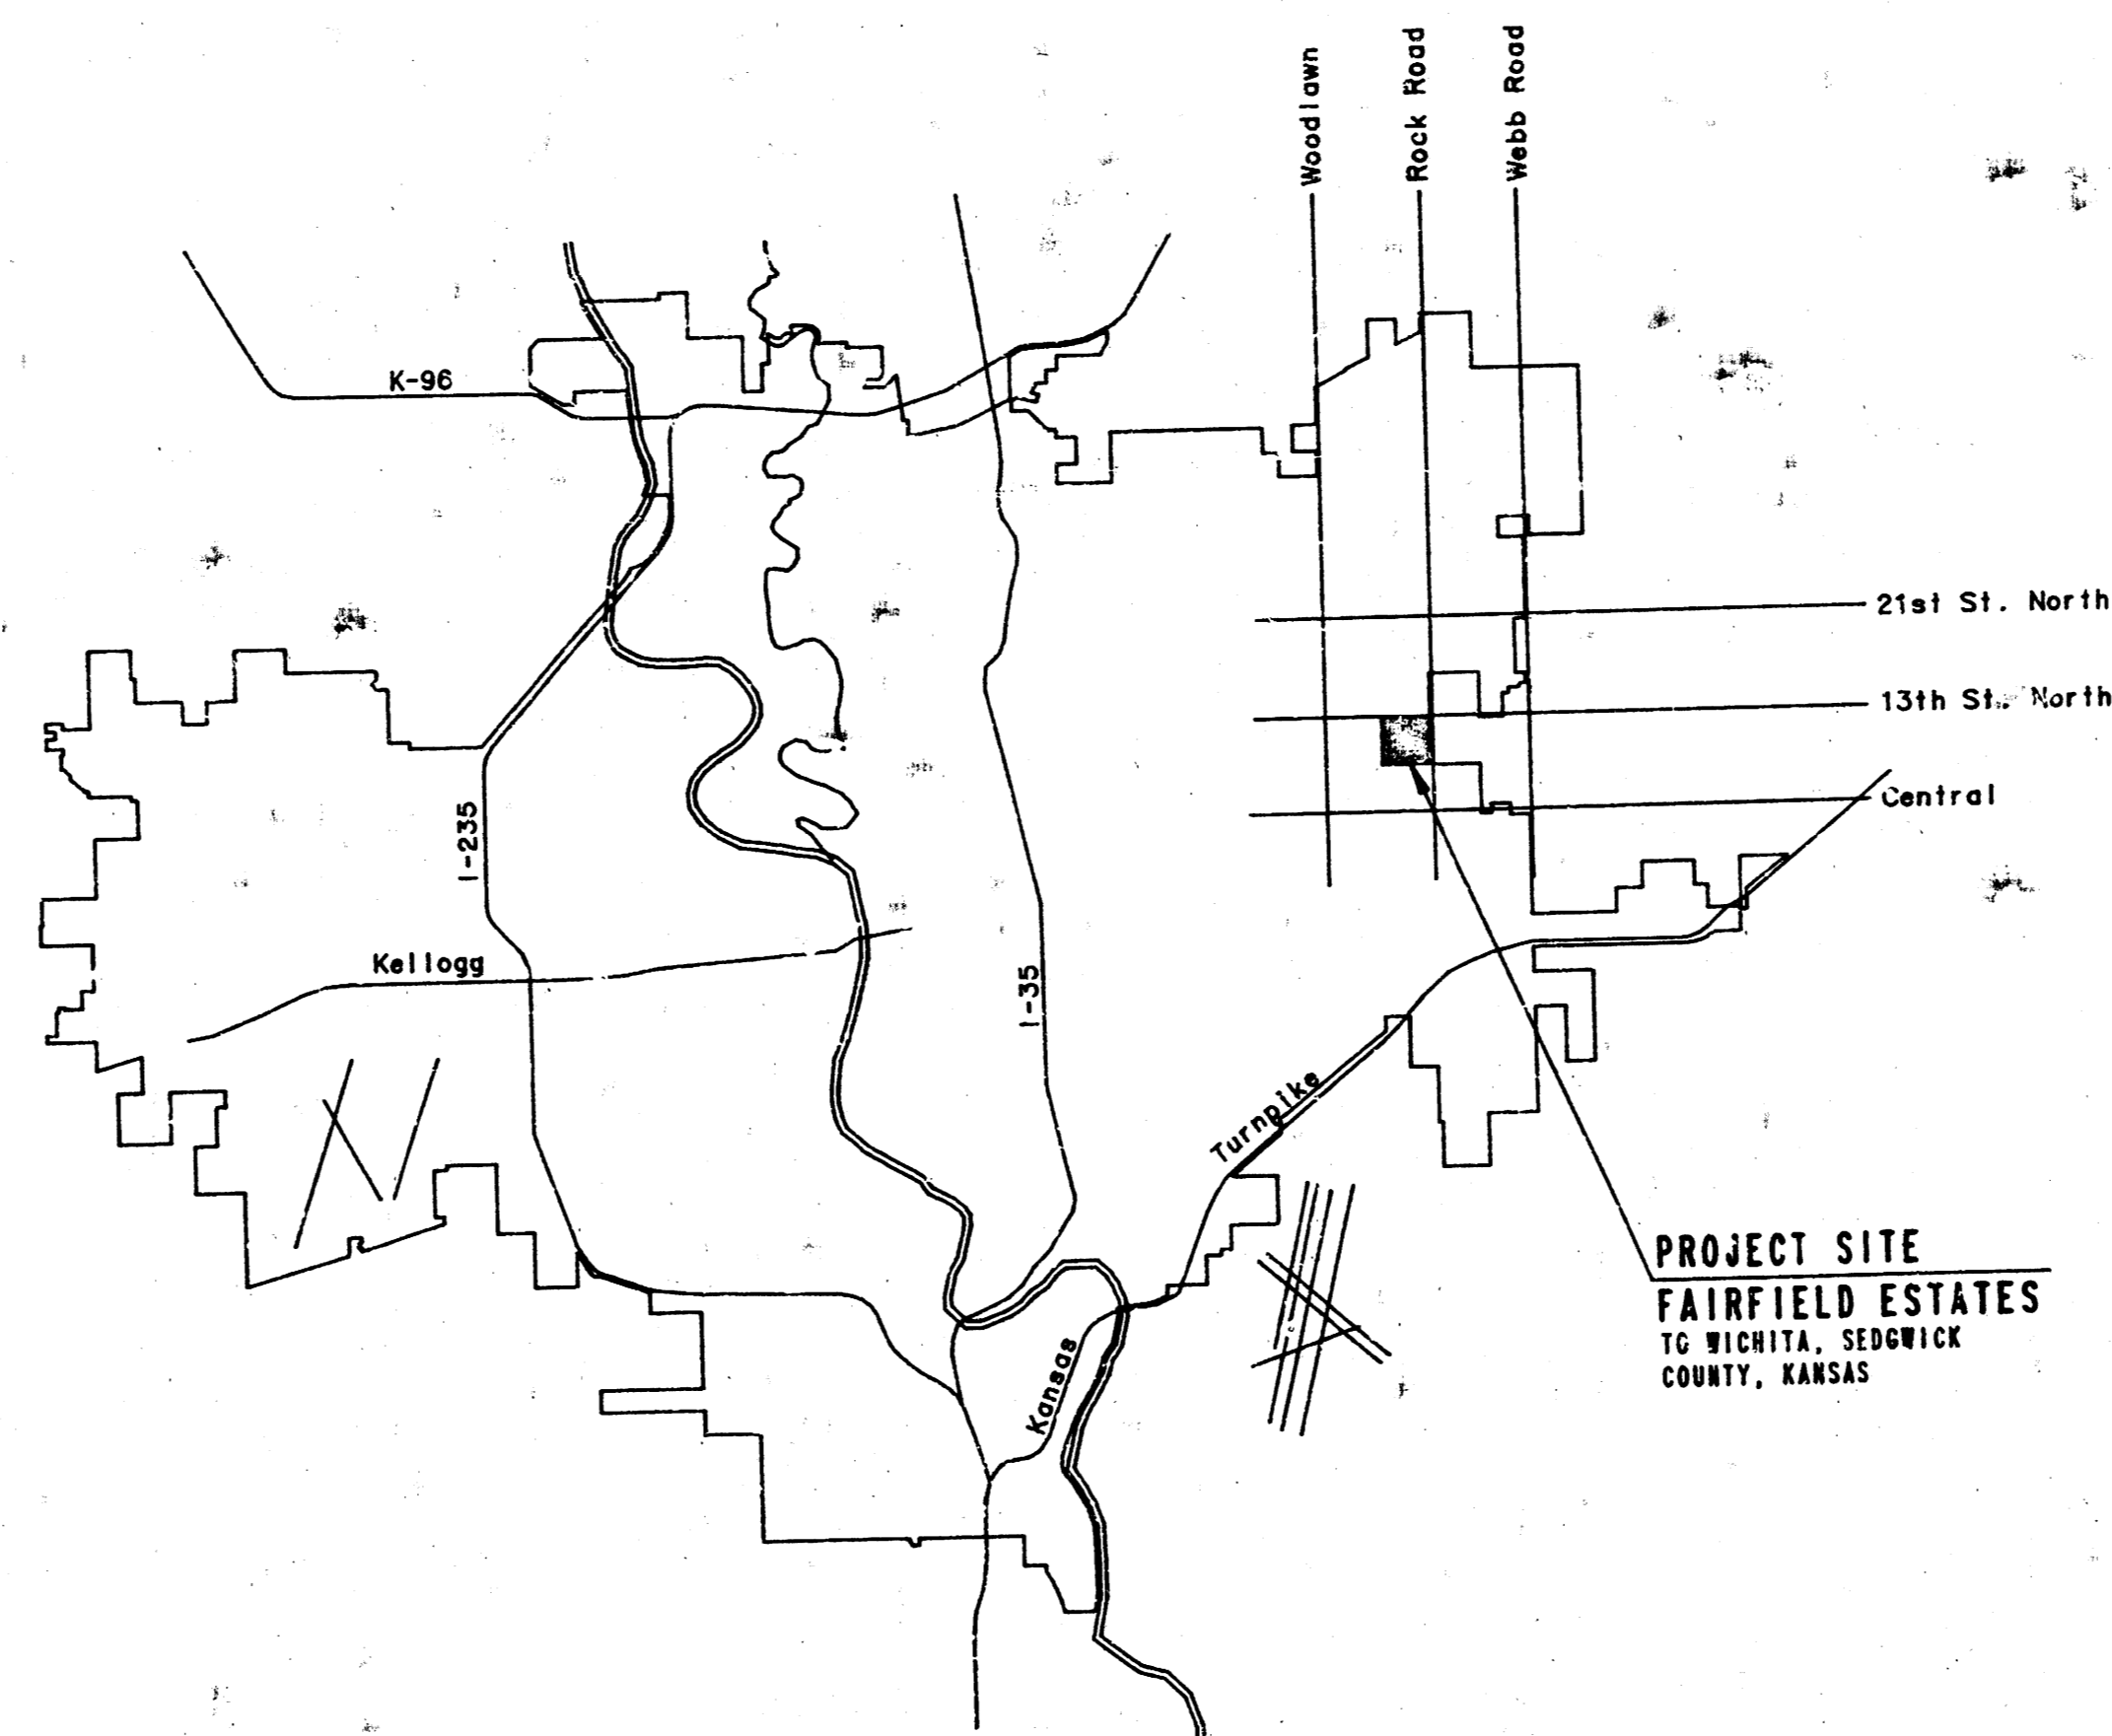 Woodlawn
Rock Road
Webb Road
K-96
21st St. North
13th St. North
Central
I-235
Kellogg
I-35
Turnpike
Kansas
PROJECT SITE
FAIRFIELD ESTATES
TO WICHITA, SEDGWICK
COUNTY, KANSAS